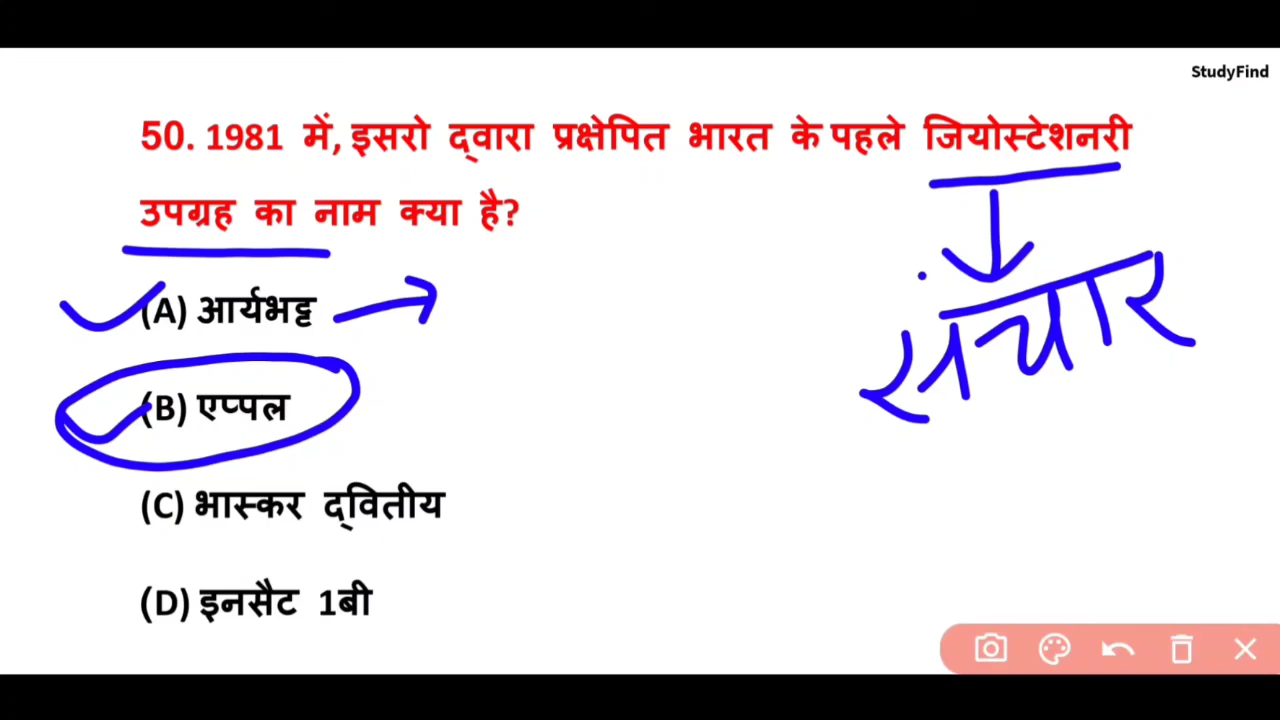 StudyFind
50. 1981 में, इसरो द्वारा प्रक्षेपित भारत के पहले जियोस्टेशनरी
उपग्रह का नाम क्या है?
संचार
(A) आर्यभट्ट
(B) एप्पल
(C) भास्कर द्वितीय
(D) इनसैट 1बी